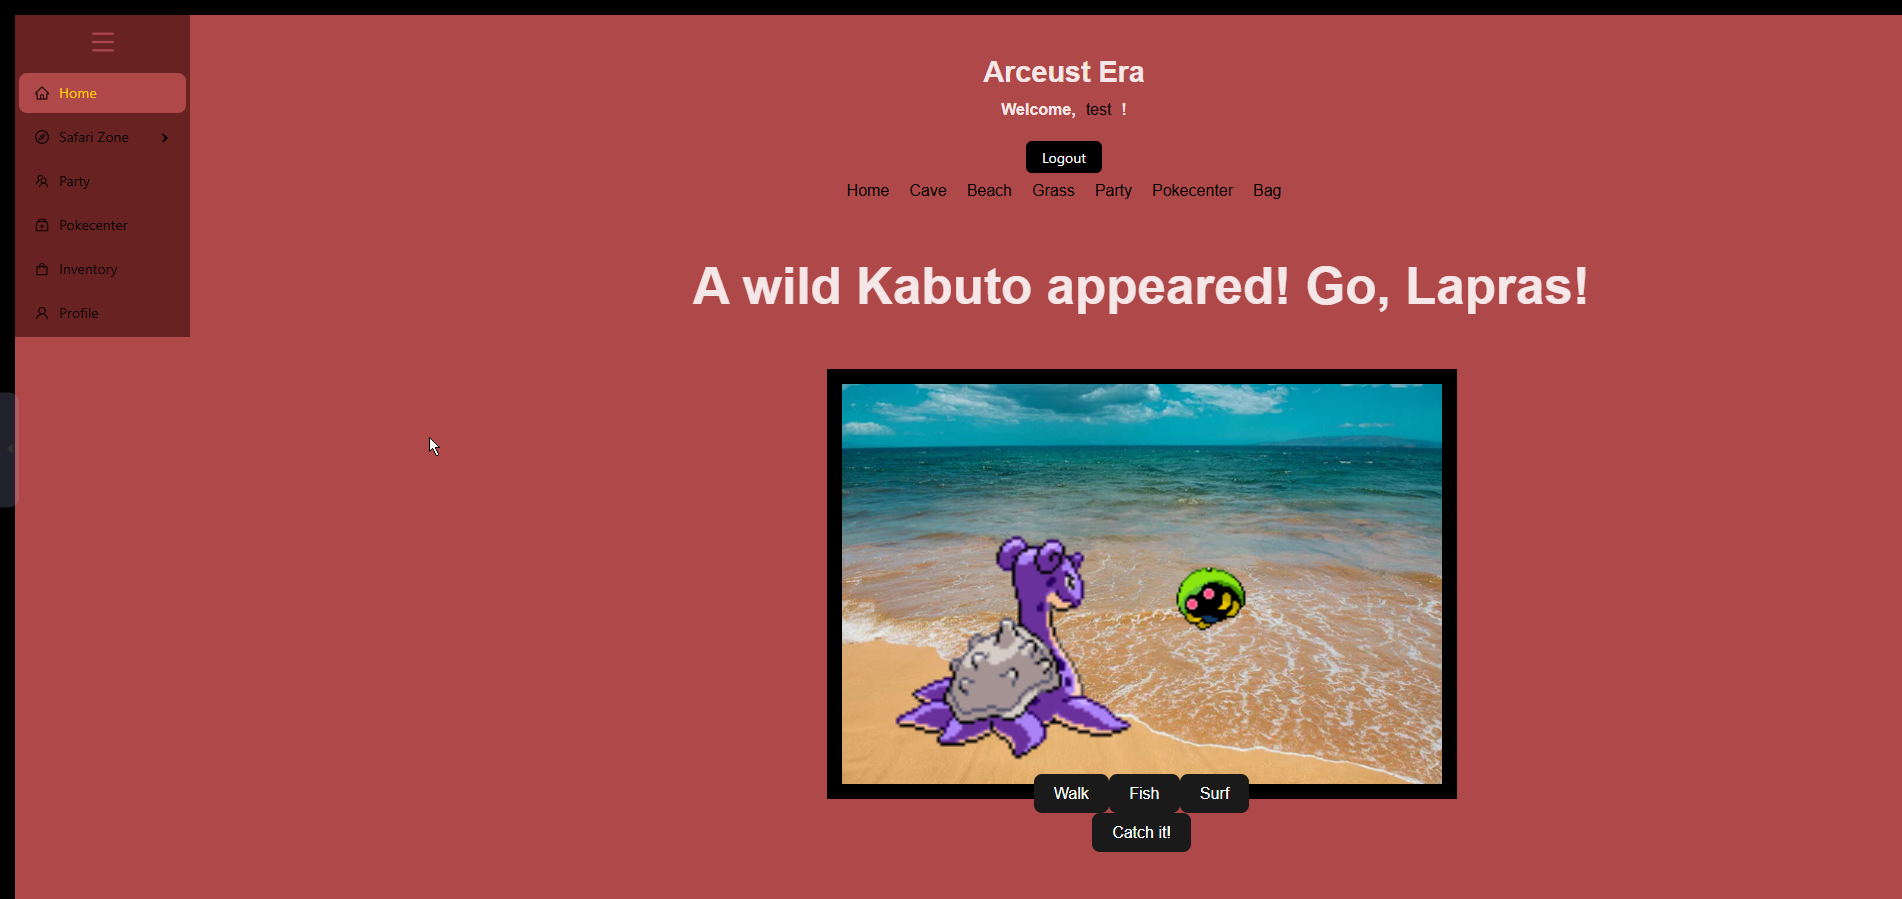 Home
Safari Zone
Party
Pokecenter
Inventory
Profile
Arceust Era
Welcome, test !
Logout
Home Cave Beach Grass Party Pokecenter Bag
A wild Kabuto appeared! Go, Lapras!
Walk Fish Surf
Catch it!